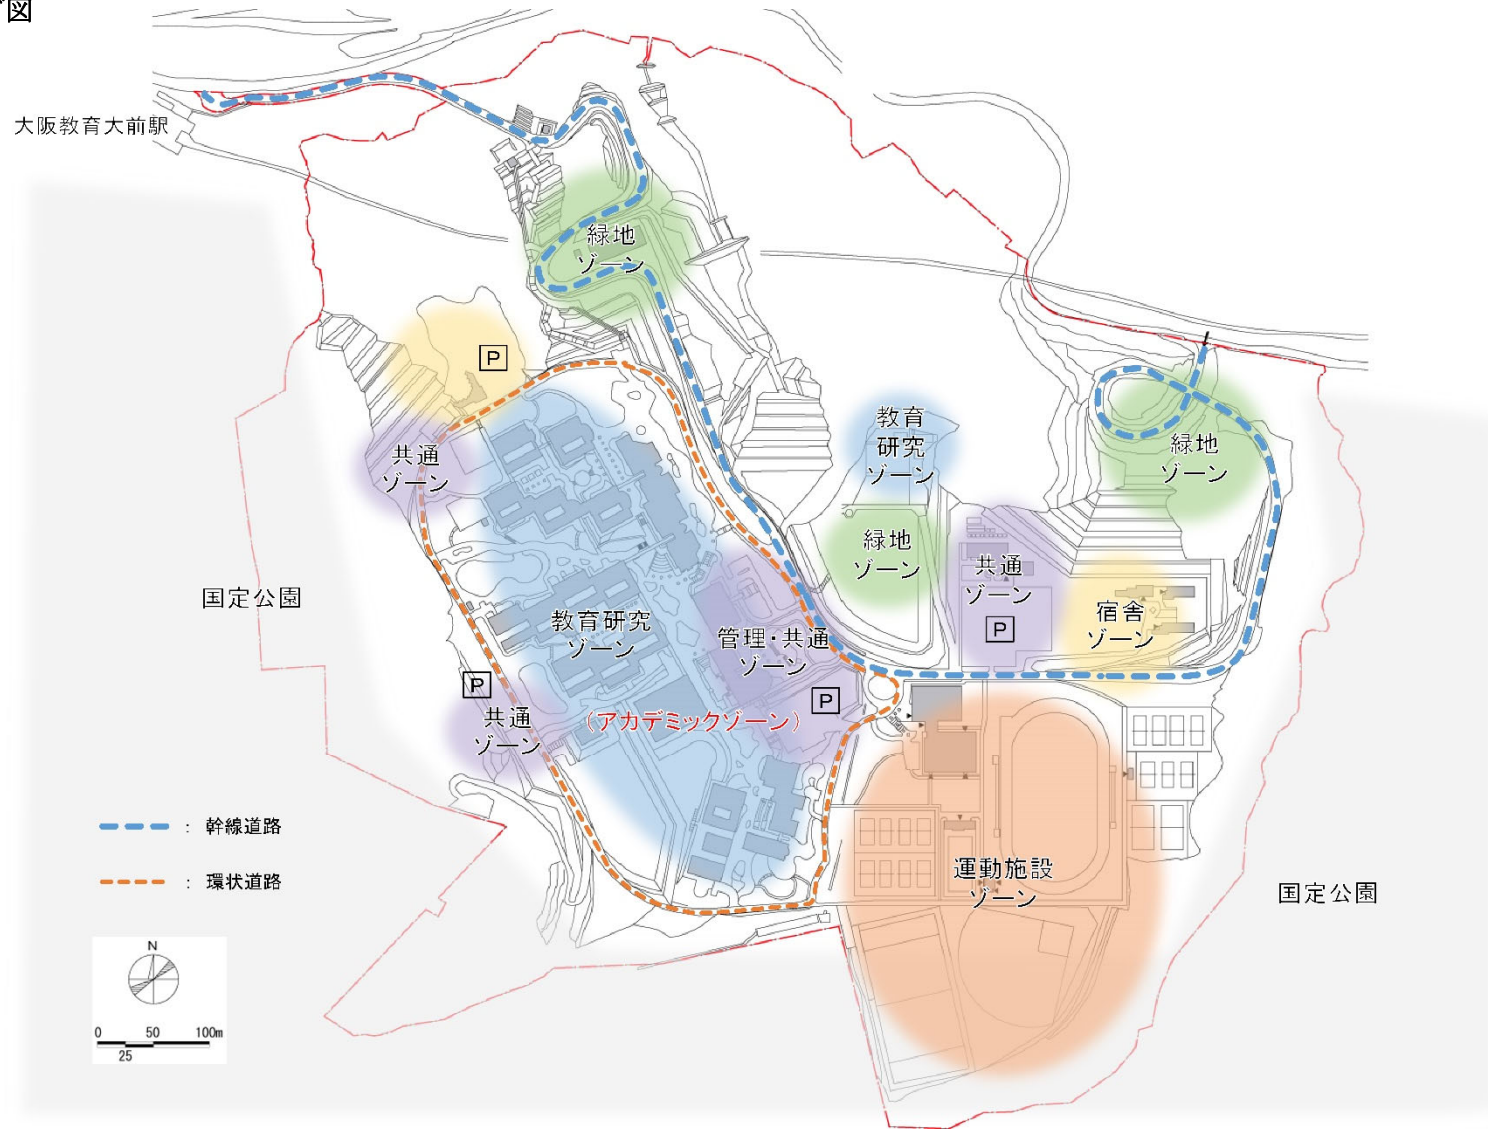 図
大阪教育大前駅
緑地
ゾーン
P
共通
ゾーン
教育
研究
ゾーン
緑地
ゾーン
緑地
ゾーン
共通
ゾーン
P
宿舎
ゾーン
国定公園
教育研究
ゾーン
管理・共通
ゾーン
P
P
共通
ゾーン
(アカデミックゾーン)
: 幹線道路
: 環状道路
運動施設
ゾーン
国定公園
N
0 50 100m
25